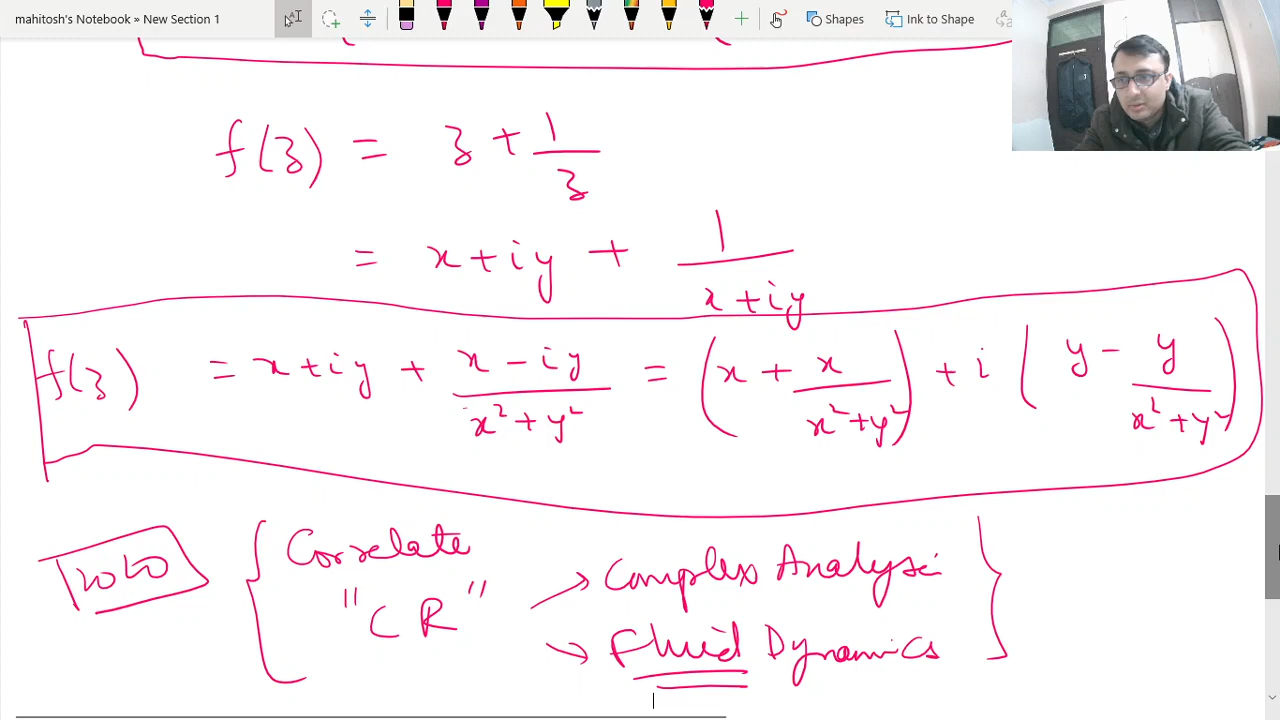 mahitosh's Notebook » New Section 1
Shapes
Ink to Shape
f(z) = z + 1/z
= x + iy + 1/(x + iy)
f(z) = x + iy + (x - iy)/(x² + y²) = (x + x/(x² + y²)) + i (y - y/(x² + y²))
2020
Correlate
"CR"
→ Complex Analysis
→ Fluid Dynamics